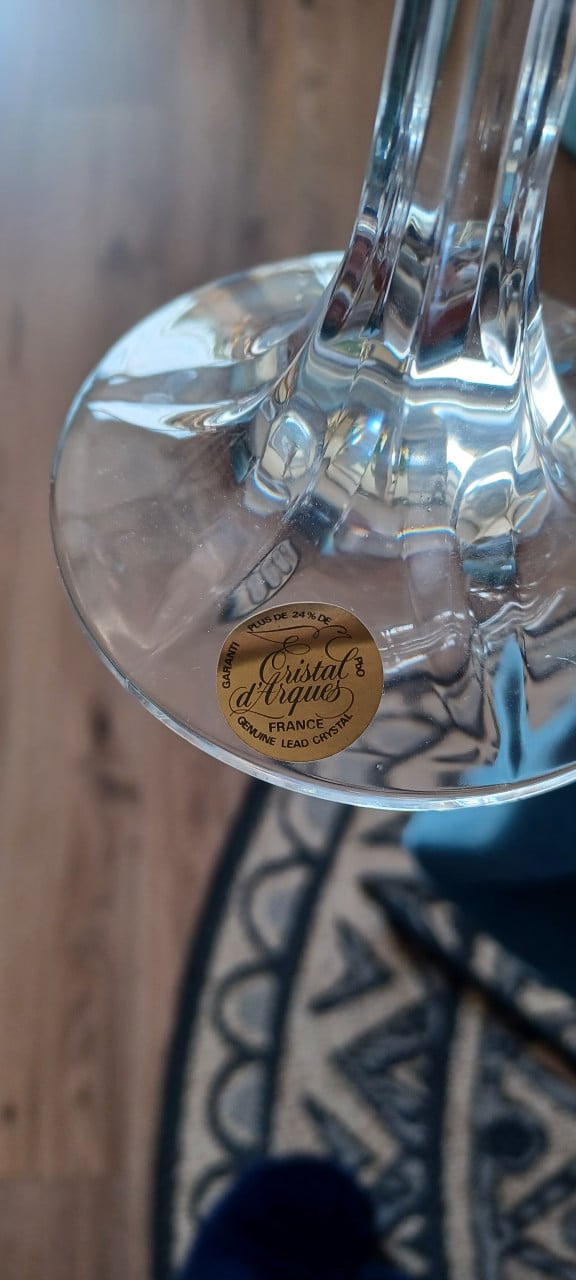 GARANTI PLUS DE 24% DE PbO
Cristal
d'Arques
FRANCE
GENUINE LEAD CRYSTAL